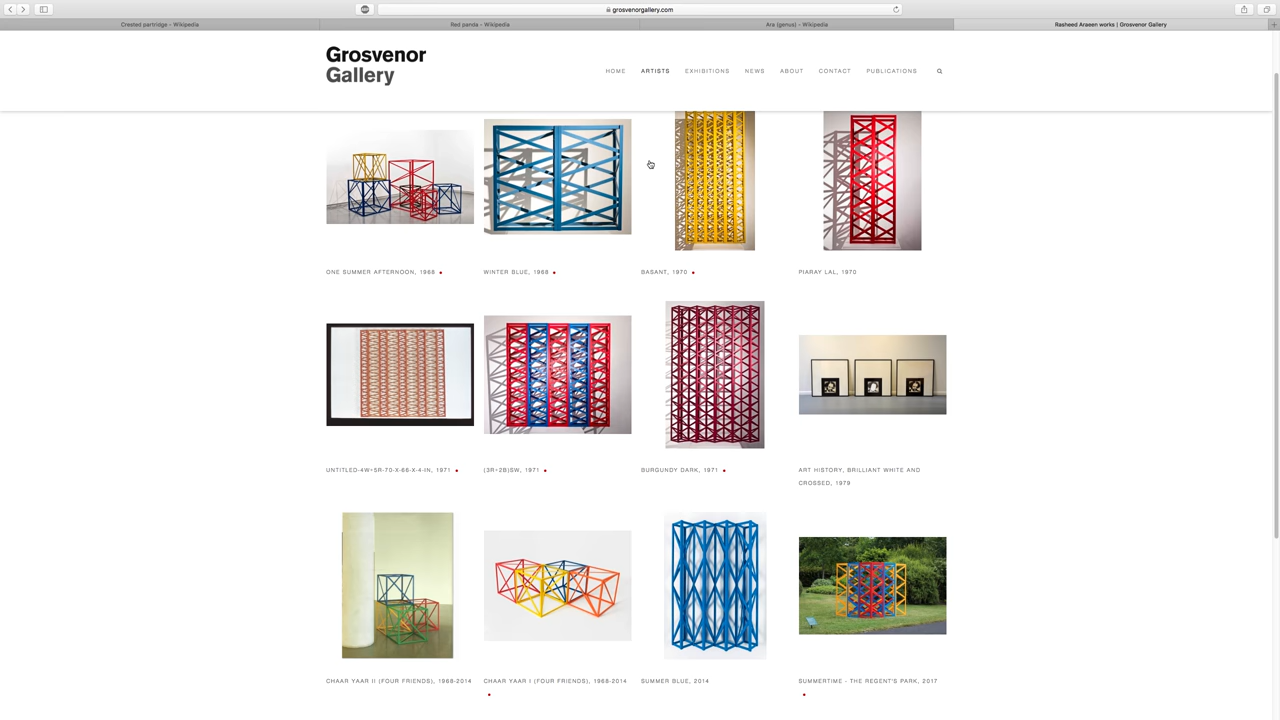 grosvenorgallery.com
Crested partridge - Wikipedia
Red panda - Wikipedia
Ara (genus) - Wikipedia
Rasheed Araeen works | Grosvenor Gallery
Grosvenor
Gallery
HOME
ARTISTS
EXHIBITIONS
NEWS
ABOUT
CONTACT
PUBLICATIONS
ONE SUMMER AFTERNOON, 1968
WINTER BLUE, 1968
BASANT, 1970
PIARAY LAL, 1970
UNTITLED-4W+5R-70-X-66-X-4-IN, 1971
(3R+2B)SW, 1971
BURGUNDY DARK, 1971
ART HISTORY, BRILLIANT WHITE AND
CROSSED, 1979
CHAAR YAAR II (FOUR FRIENDS), 1968-2014
CHAAR YAAR I (FOUR FRIENDS), 1968-2014
SUMMER BLUE, 2014
SUMMERTIME - THE REGENT'S PARK, 2017